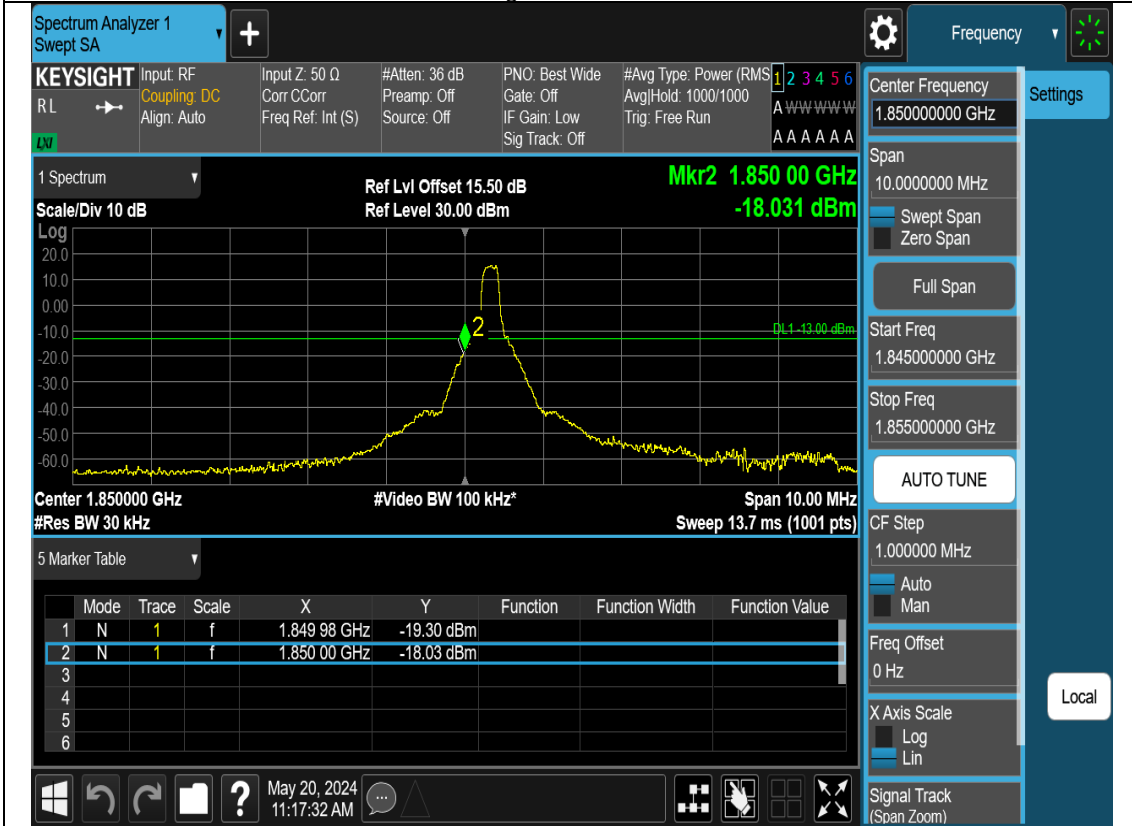 Spectrum Analyzer 1
Swept SA
+
Frequency
KEYSIGHT
RL
LXI
Input: RF
Coupling: DC
Align: Auto
Input Z: 50 Ω
Corr CCorr
Freq Ref: Int (S)
#Atten: 36 dB
Preamp: Off
Source: Off
PNO: Best Wide
Gate: Off
IF Gain: Low
Sig Track: Off
#Avg Type: Power (RMS
Avg|Hold: 1000/1000
Trig: Free Run
1 2 3 4 5 6
A W W W W W
A A A A A A
1 Spectrum
Scale/Div 10 dB
Ref Lvl Offset 15.50 dB
Ref Level 30.00 dBm
Mkr2 1.850 00 GHz
-18.031 dBm
Log
20.0
10.0
0.00
-10.0
-20.0
-30.0
-40.0
-50.0
-60.0
2
DL1 -13.00 dBm
Center 1.850000 GHz
#Res BW 30 kHz
#Video BW 100 kHz*
Span 10.00 MHz
Sweep 13.7 ms (1001 pts)
5 Marker Table
Mode Trace Scale X Y Function Function Width Function Value
1 N 1 f 1.849 98 GHz -19.30 dBm
2 N 1 f 1.850 00 GHz -18.03 dBm
3
4
5
6
?
May 20, 2024
11:17:32 AM
Center Frequency
1.850000000 GHz
Settings
Span
10.0000000 MHz
Swept Span
Zero Span
Full Span
Start Freq
1.845000000 GHz
Stop Freq
1.855000000 GHz
AUTO TUNE
CF Step
1.000000 MHz
Auto
Man
Freq Offset
0 Hz
Local
X Axis Scale
Log
Lin
Signal Track
(Span Zoom)